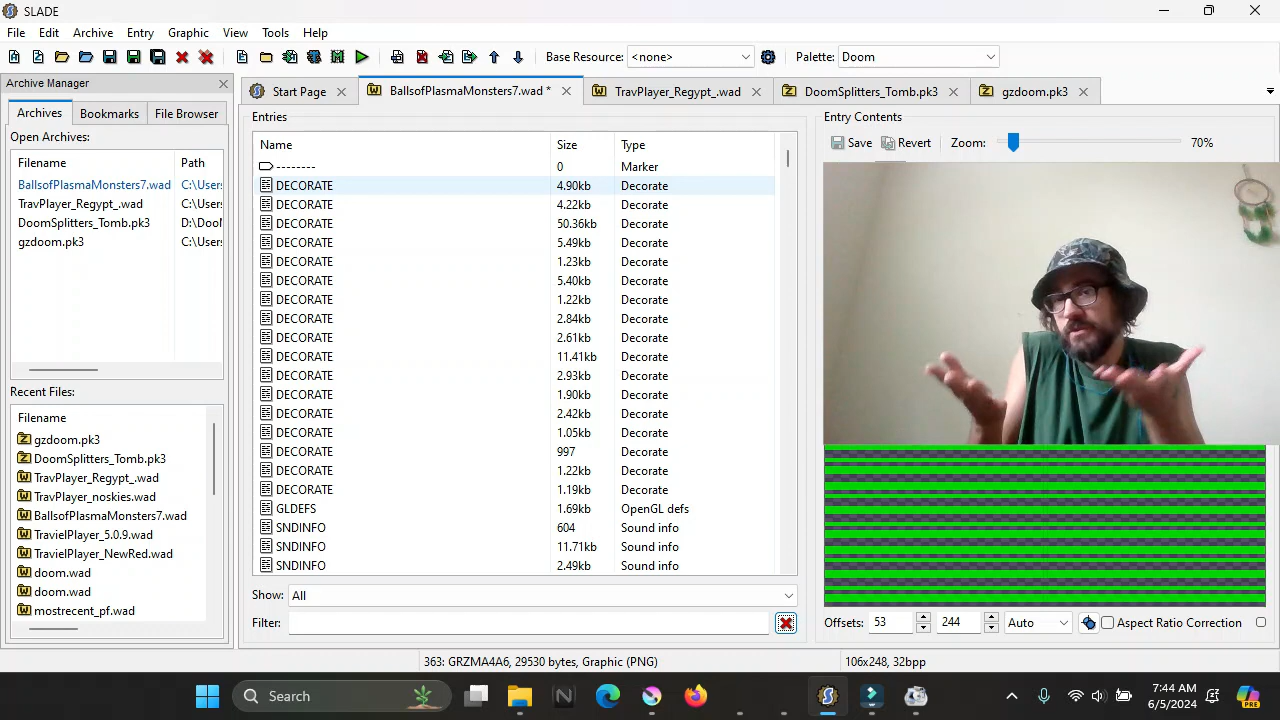 SLADE
File Edit Archive Entry Graphic View Tools Help
Base Resource: <none> Palette: Doom
Archive Manager
Start Page BallsofPlasmaMonsters7.wad * TravPlayer_Regypt_.wad DoomSplitters_Tomb.pk3 gzdoom.pk3
Archives Bookmarks File Browser
Open Archives:
Filename Path
BallsofPlasmaMonsters7.wad C:\Users
TravPlayer_Regypt_.wad C:\Users
DoomSplitters_Tomb.pk3 D:\Doo
gzdoom.pk3 C:\Users
Recent Files:
Filename
gzdoom.pk3
DoomSplitters_Tomb.pk3
TravPlayer_Regypt_.wad
TravPlayer_noskies.wad
BallsofPlasmaMonsters7.wad
TravielPlayer_5.0.9.wad
TravielPlayer_NewRed.wad
doom.wad
doom.wad
mostrecent_pf.wad
Entries
Name Size Type
-------- 0 Marker
DECORATE 4.90kb Decorate
DECORATE 4.22kb Decorate
DECORATE 50.36kb Decorate
DECORATE 5.49kb Decorate
DECORATE 1.23kb Decorate
DECORATE 5.40kb Decorate
DECORATE 1.22kb Decorate
DECORATE 2.84kb Decorate
DECORATE 2.61kb Decorate
DECORATE 11.41kb Decorate
DECORATE 2.93kb Decorate
DECORATE 1.90kb Decorate
DECORATE 2.42kb Decorate
DECORATE 1.05kb Decorate
DECORATE 997 Decorate
DECORATE 1.22kb Decorate
DECORATE 1.19kb Decorate
GLDEFS 1.69kb OpenGL defs
SNDINFO 604 Sound info
SNDINFO 11.71kb Sound info
SNDINFO 2.49kb Sound info
Show: All
Filter:
Entry Contents
Save Revert Zoom: 70%
Offsets: 53 244 Auto Aspect Ratio Correction
363: GRZMA4A6, 29530 bytes, Graphic (PNG) 106x248, 32bpp
Search
7:44 AM
6/5/2024
PRE